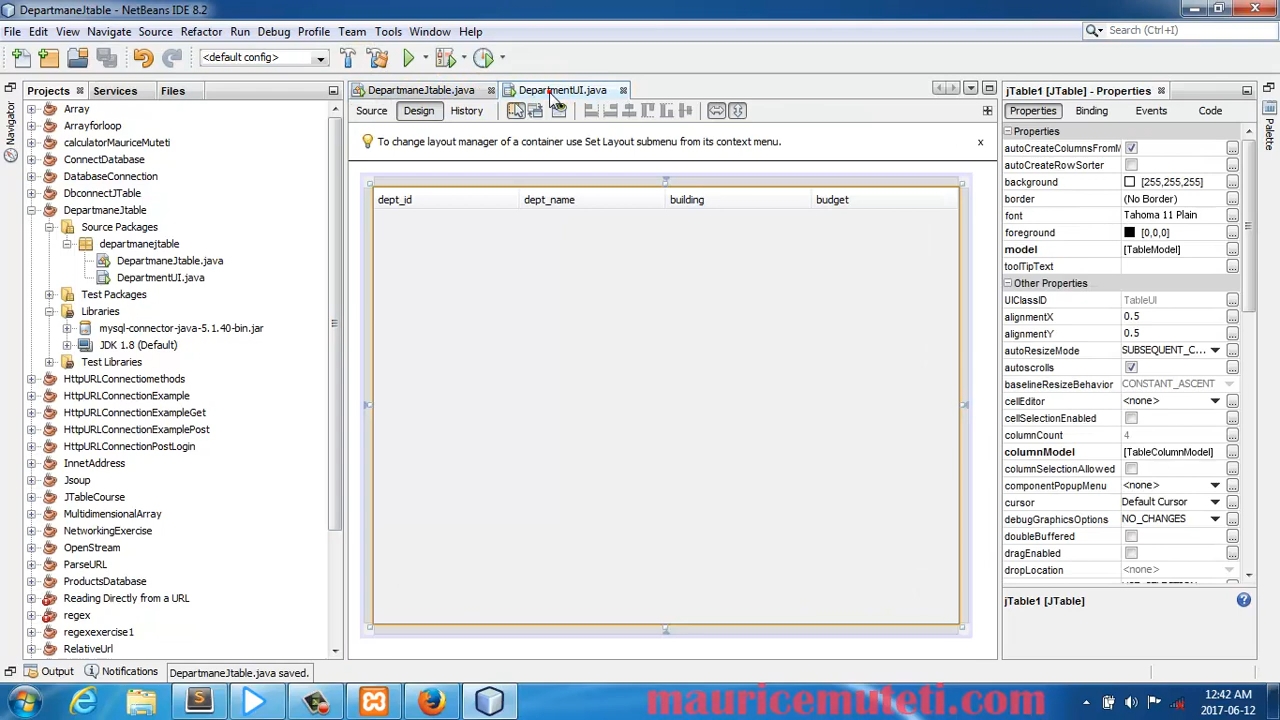 DepartmaneJtable - NetBeans IDE 8.2
File Edit View Navigate Source Refactor Run Debug Profile Team Tools Window Help
Search (Ctrl+I)
<default config>
Projects Services Files
Navigator
Array
Arrayforloop
calculatorMauriceMuteti
ConnectDatabase
DatabaseConnection
DbconnectJTable
DepartmaneJtable
Source Packages
departmanejtable
DepartmaneJtable.java
DepartmentUI.java
Test Packages
Libraries
mysql-connector-java-5.1.40-bin.jar
JDK 1.8 (Default)
Test Libraries
HttpURLConnectiomethods
HttpURLConnectionExample
HttpURLConnectionExampleGet
HttpURLConnectionExamplePost
HttpURLConnectionPostLogin
InnetAddress
Jsoup
JTableCourse
MultidimensionalArray
NetworkingExercise
OpenStream
ParseURL
ProductsDatabase
Reading Directly from a URL
regex
regexexercise1
RelativeUrl
DepartmaneJtable.java DepartmentUI.java
Source Design History
To change layout manager of a container use Set Layout submenu from its context menu. x
dept_id dept_name building budget
jTable1 [JTable] - Properties
Properties Binding Events Code
Palette
Properties
autoCreateColumnsFromM
autoCreateRowSorter
background [255,255,255]
border (No Border)
font Tahoma 11 Plain
foreground [0,0,0]
model [TableModel]
toolTipText
Other Properties
UIClassID TableUI
alignmentX 0.5
alignmentY 0.5
autoResizeMode SUBSEQUENT_C...
autoscrolls
baselineResizeBehavior CONSTANT_ASCENT
cellEditor <none>
cellSelectionEnabled
columnCount 4
columnModel [TableColumnModel]
columnSelectionAllowed
componentPopupMenu <none>
cursor Default Cursor
debugGraphicsOptions NO_CHANGES
doubleBuffered
dragEnabled
dropLocation <none>
jTable1 [JTable]
Output Notifications DepartmaneJtable.java saved.
mauricemuteti.com
12:42 AM
2017-06-12